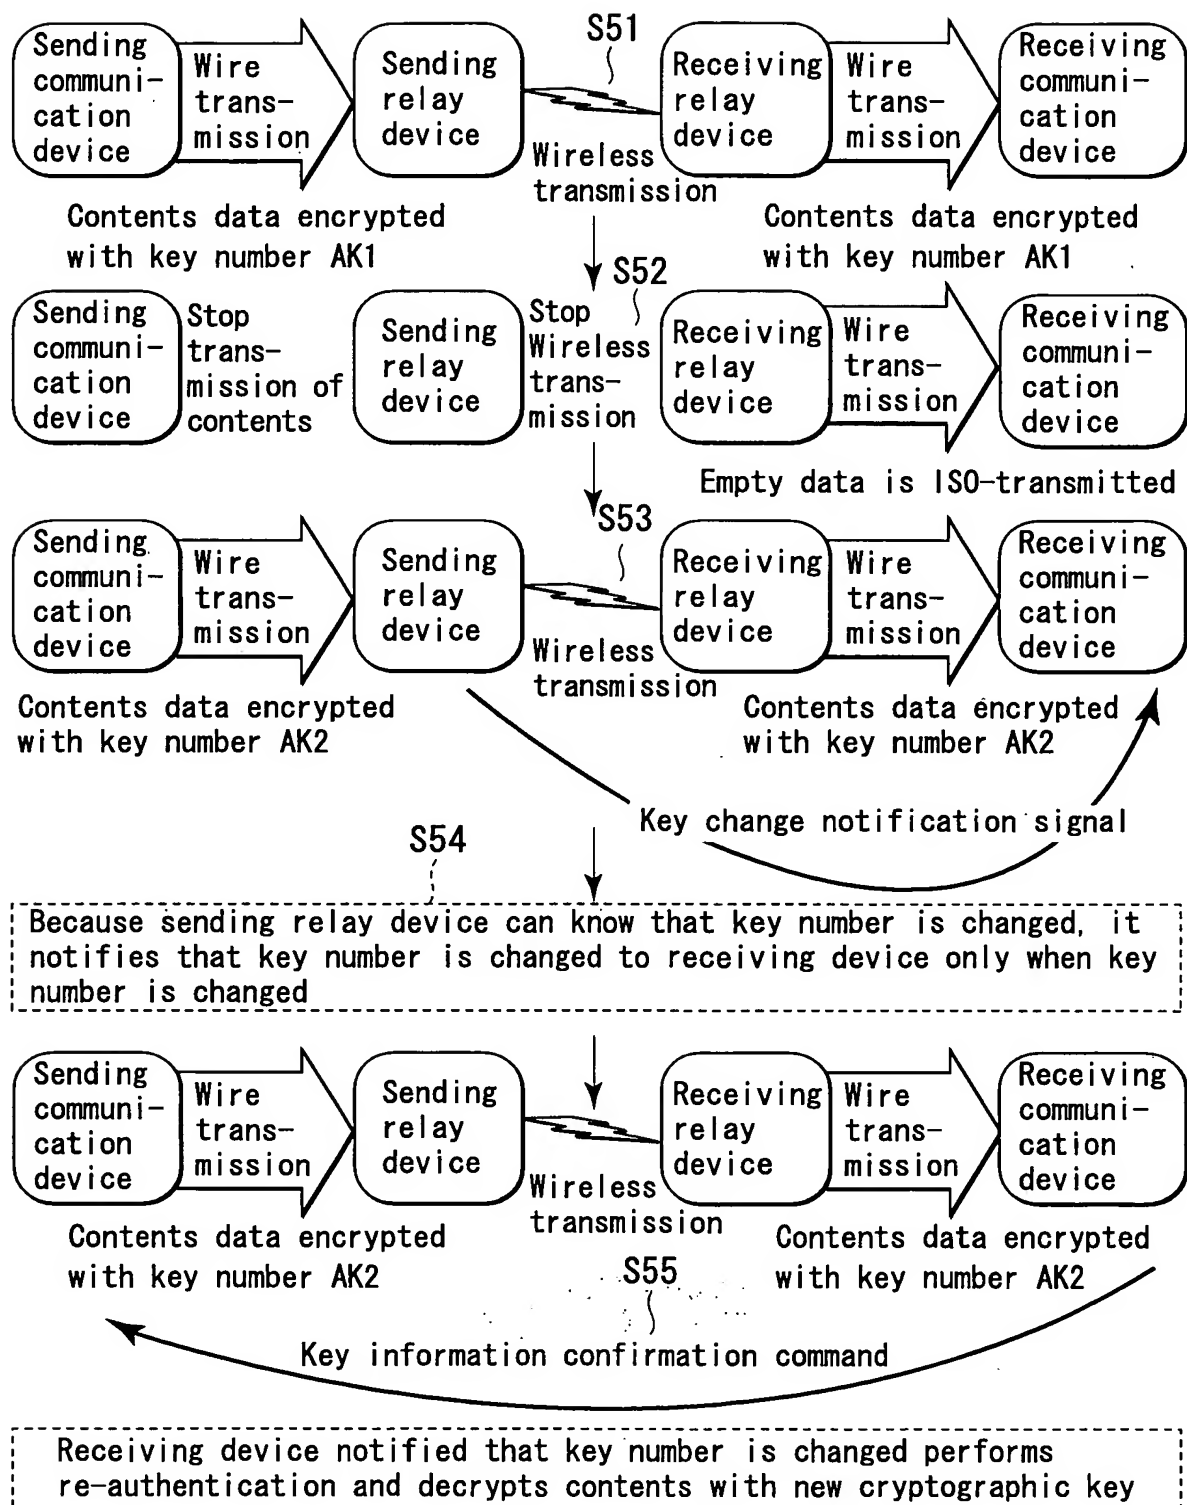 S51
Sending
communi-
cation
device
Wire
trans-
mission
Sending
relay
device
Wireless
transmission
Receiving
relay
device
Wire
trans-
mission
Receiving
communi-
cation
device
Contents data encrypted
with key number AK1
Contents data encrypted
with key number AK1
S52
Sending
communi-
cation
device
Stop
trans-
mission of
contents
Sending
relay
device
Stop
Wireless
trans-
mission
Receiving
relay
device
Wire
trans-
mission
Receiving
communi-
cation
device
Empty data is ISO-transmitted
S53
Sending
communi-
cation
device
Wire
trans-
mission
Sending
relay
device
Wireless
transmission
Receiving
relay
device
Wire
trans-
mission
Receiving
communi-
cation
device
Contents data encrypted
with key number AK2
Contents data encrypted
with key number AK2
Key change notification signal
S54
Because sending relay device can know that key number is changed, it
notifies that key number is changed to receiving device only when key
number is changed
Sending
communi-
cation
device
Wire
trans-
mission
Sending
relay
device
Wireless
transmission
Receiving
relay
device
Wire
trans-
mission
Receiving
communi-
cation
device
Contents data encrypted
with key number AK2
Contents data encrypted
with key number AK2
S55
Key information confirmation command
Receiving device notified that key number is changed performs
re-authentication and decrypts contents with new cryptographic key